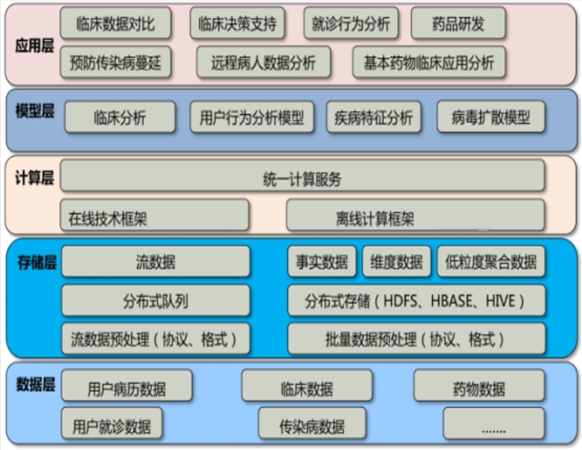 应用层
临床数据对比 临床决策支持 就诊行为分析 药品研发
预防传染病蔓延 远程病人数据分析 基本药物临床应用分析
模型层
临床分析 用户行为分析模型 疾病特征分析 病毒扩散模型
计算层
统一计算服务
在线技术框架 离线计算框架
存储层
流数据 事实数据 维度数据 低粒度聚合数据
分布式队列 分布式存储（HDFS、HBASE、HIVE）
流数据预处理（协议、格式） 批量数据预处理（协议、格式）
数据层
用户病历数据 临床数据 药物数据
用户就诊数据 传染病数据 .......